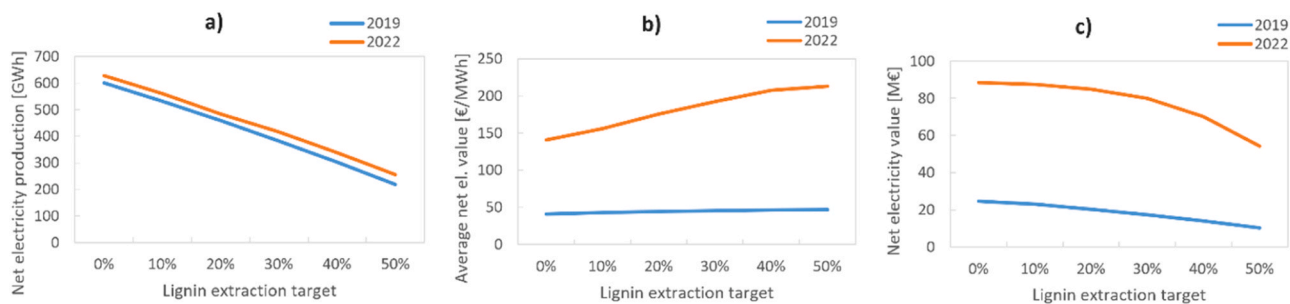 a)
2019
2022
Net electricity production [GWh]
700
600
500
400
300
200
100
0
0% 10% 20% 30% 40% 50%
Lignin extraction target
b)
2019
2022
Average net el. value [€/MWh]
250
200
150
100
50
0
0% 10% 20% 30% 40% 50%
Lignin extraction target
c)
2019
2022
Net electricity value [M€]
100
80
60
40
20
0
0% 10% 20% 30% 40% 50%
Lignin extraction target